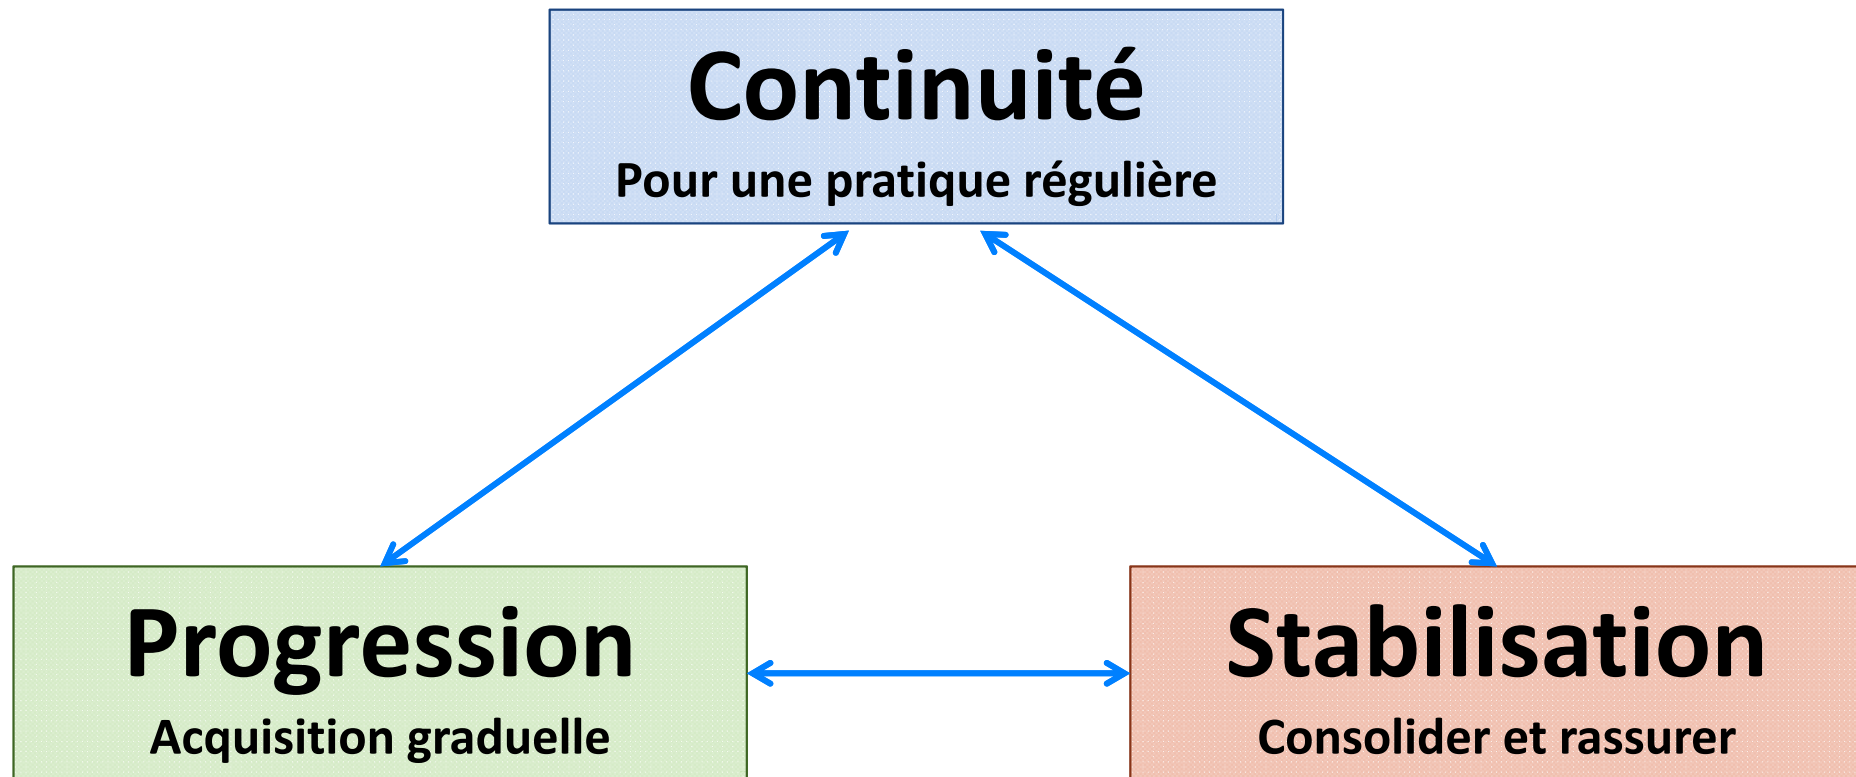 Continuité
Pour une pratique régulière
Progression
Acquisition graduelle
Stabilisation
Consolider et rassurer